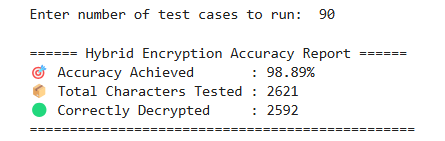 Enter number of test cases to run:  90
====== Hybrid Encryption Accuracy Report ======
🎯 Accuracy Achieved       : 98.89%
📦 Total Characters Tested : 2621
🟢 Correctly Decrypted     : 2592
================================================